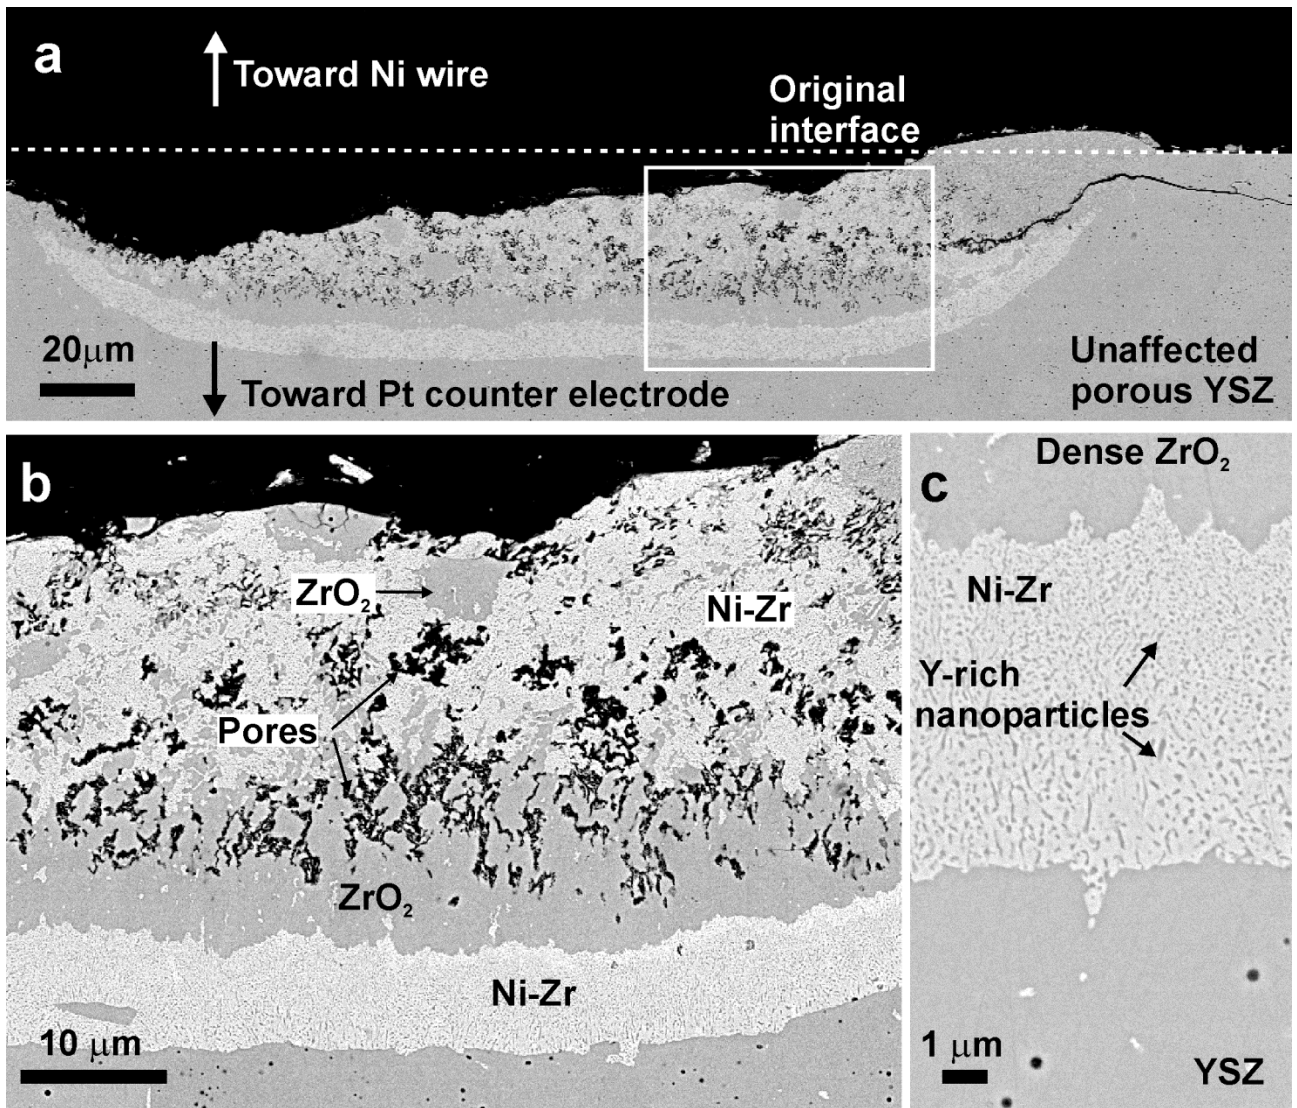 a
Toward Ni wire
Original
interface
20μm
Toward Pt counter electrode
Unaffected
porous YSZ
b
ZrO₂
Ni-Zr
Pores
ZrO₂
Ni-Zr
10 μm
c
Dense ZrO₂
Ni-Zr
Y-rich
nanoparticles
1 μm
YSZ